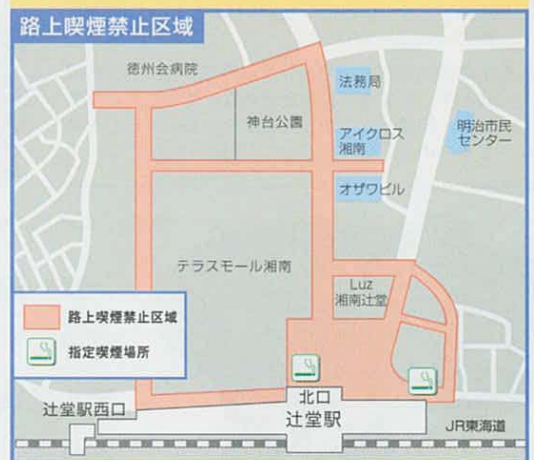 路上喫煙禁止区域
徳州会病院
法務局
神台公園
アイクロス
湘南
明治市民
センター
オザワビル
テラスモール湘南
Luz
湘南辻堂
路上喫煙禁止区域
指定喫煙場所
辻堂駅西口
北口
辻堂駅
JR東海道